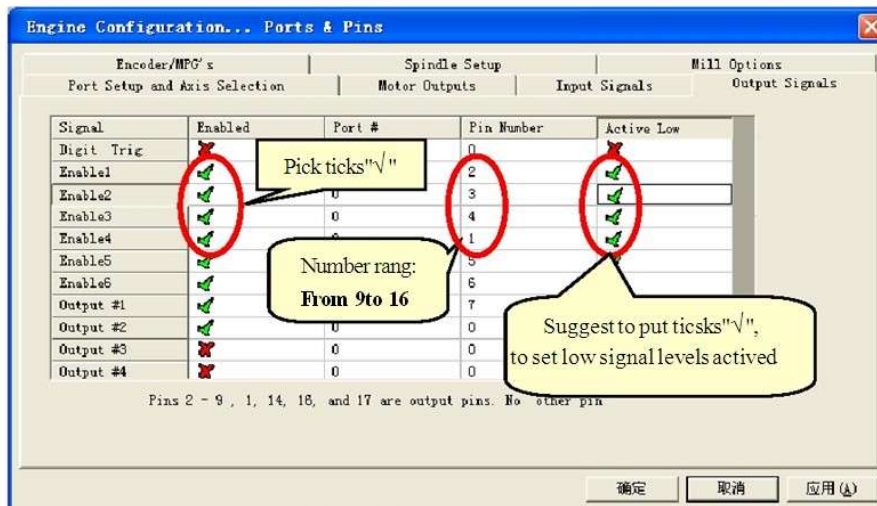 Engine Configuration... Ports & Pins
Encoder/MPG's Spindle Setup Mill Options
Port Setup and Axis Selection Motor Outputs Input Signals Output Signals
Signal Enabled Port # Pin Number Active Low
Digit Trig 0
Enable1 2
Enable2 0 3
Enable3 0 4
Enable4 1
Enable5 5
Enable6 6
Output #1 7
Output #2 0 0
Output #3 0 0
Output #4 0 0
Pick ticks"√"
Number rang:
From 9to 16
Suggest to put ticsks"√",
to set low signal levels actived
Pins 2 - 9 , 1, 14, 16, and 17 are output pins. No other pin
确定 取消 应用(A)